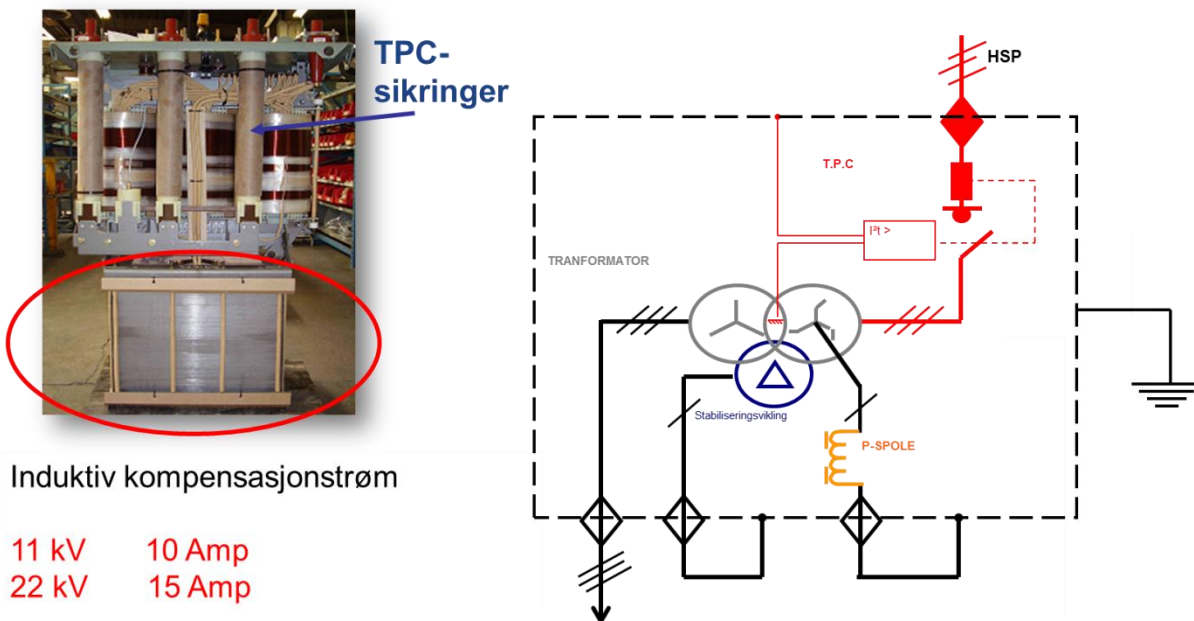 TPC-
sikringer
HSP
T.P.C
I²t >
TRANFORMATOR
Stabiliseringsvikling
P-SPOLE
Induktiv kompensasjonstrøm
11 kV 10 Amp
22 kV 15 Amp